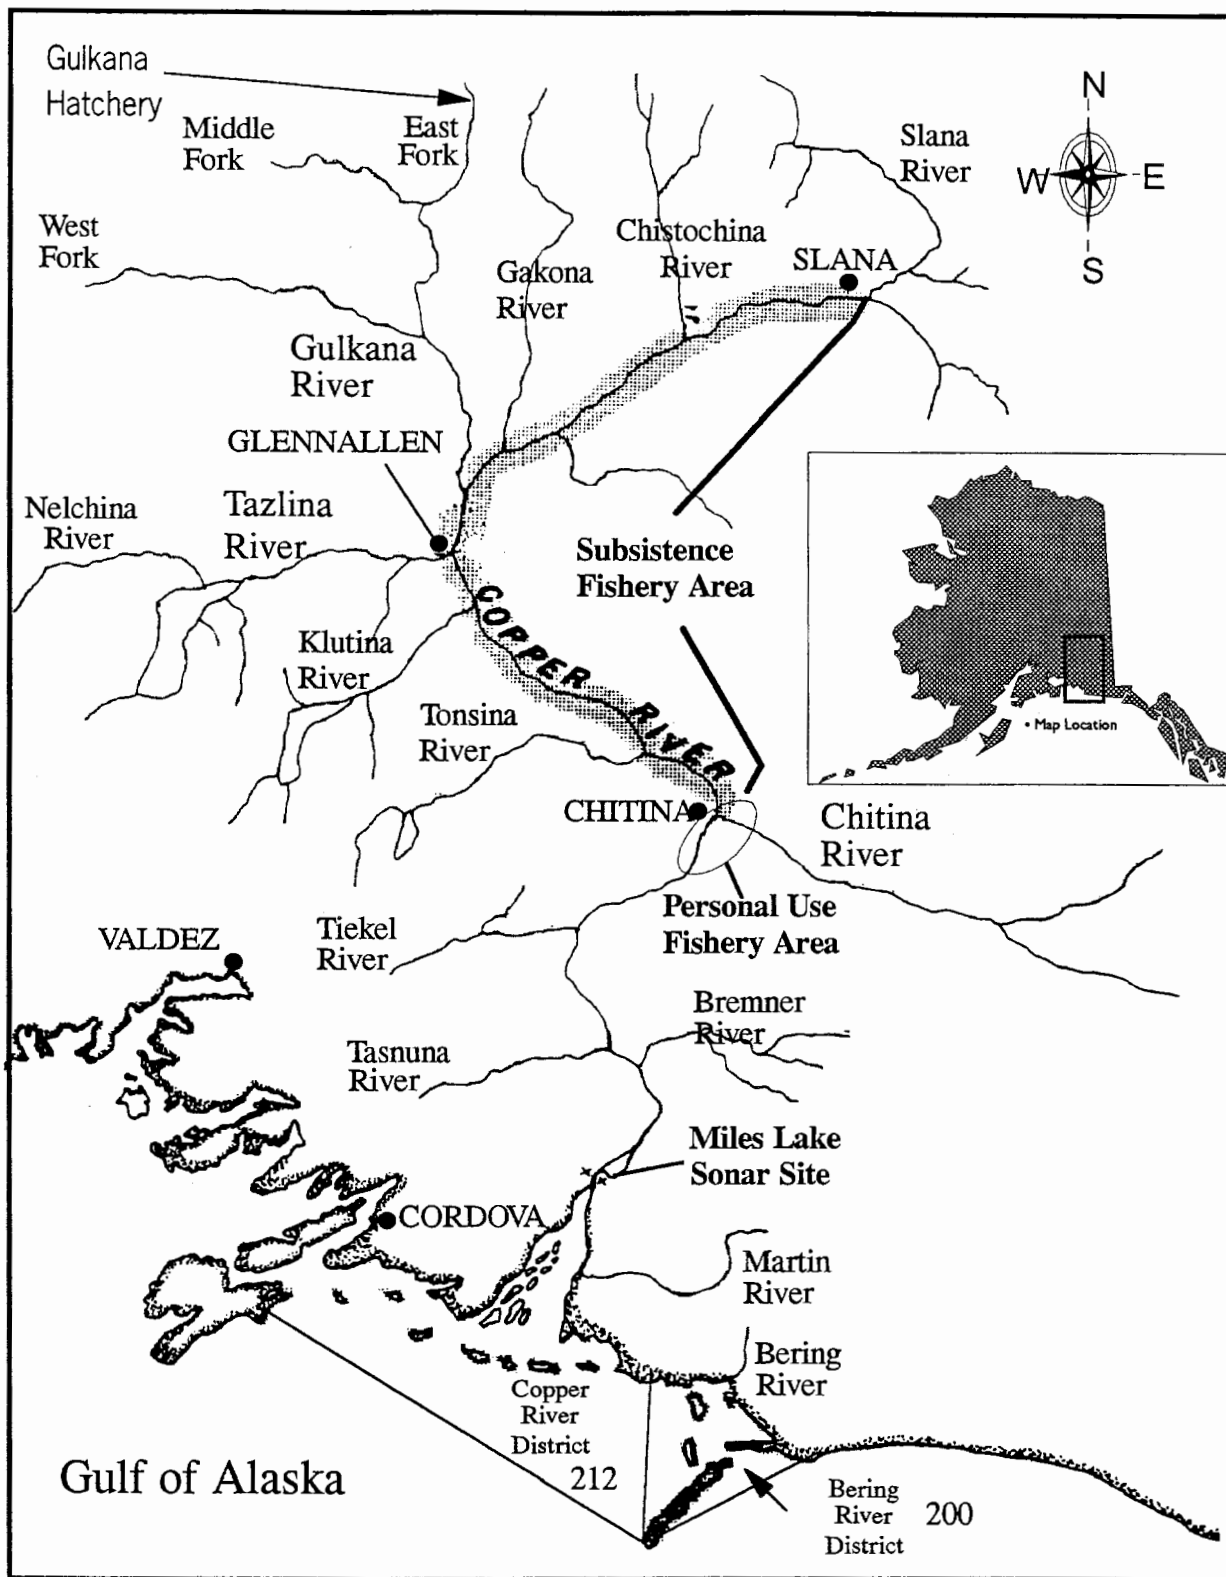 Gulkana
Hatchery
N
W
E
S
Middle
Fork
East
Fork
Slana
River
West
Fork
Chistochina
River
SLANA
Gakona
River
Gulkana
River
GLENNALLEN
Nelchina
River
Tazlina
River
Subsistence
Fishery Area
COPPER RIVER
Klutina
River
Tonsina
River
• Map Location
CHITINA
Chitina
River
Personal Use
Fishery Area
Tiekel
River
VALDEZ
Bremner
River
Tasnuna
River
Miles Lake
Sonar Site
CORDOVA
Martin
River
Bering
River
Copper
River
District
212
Gulf of Alaska
Bering
River
District
200